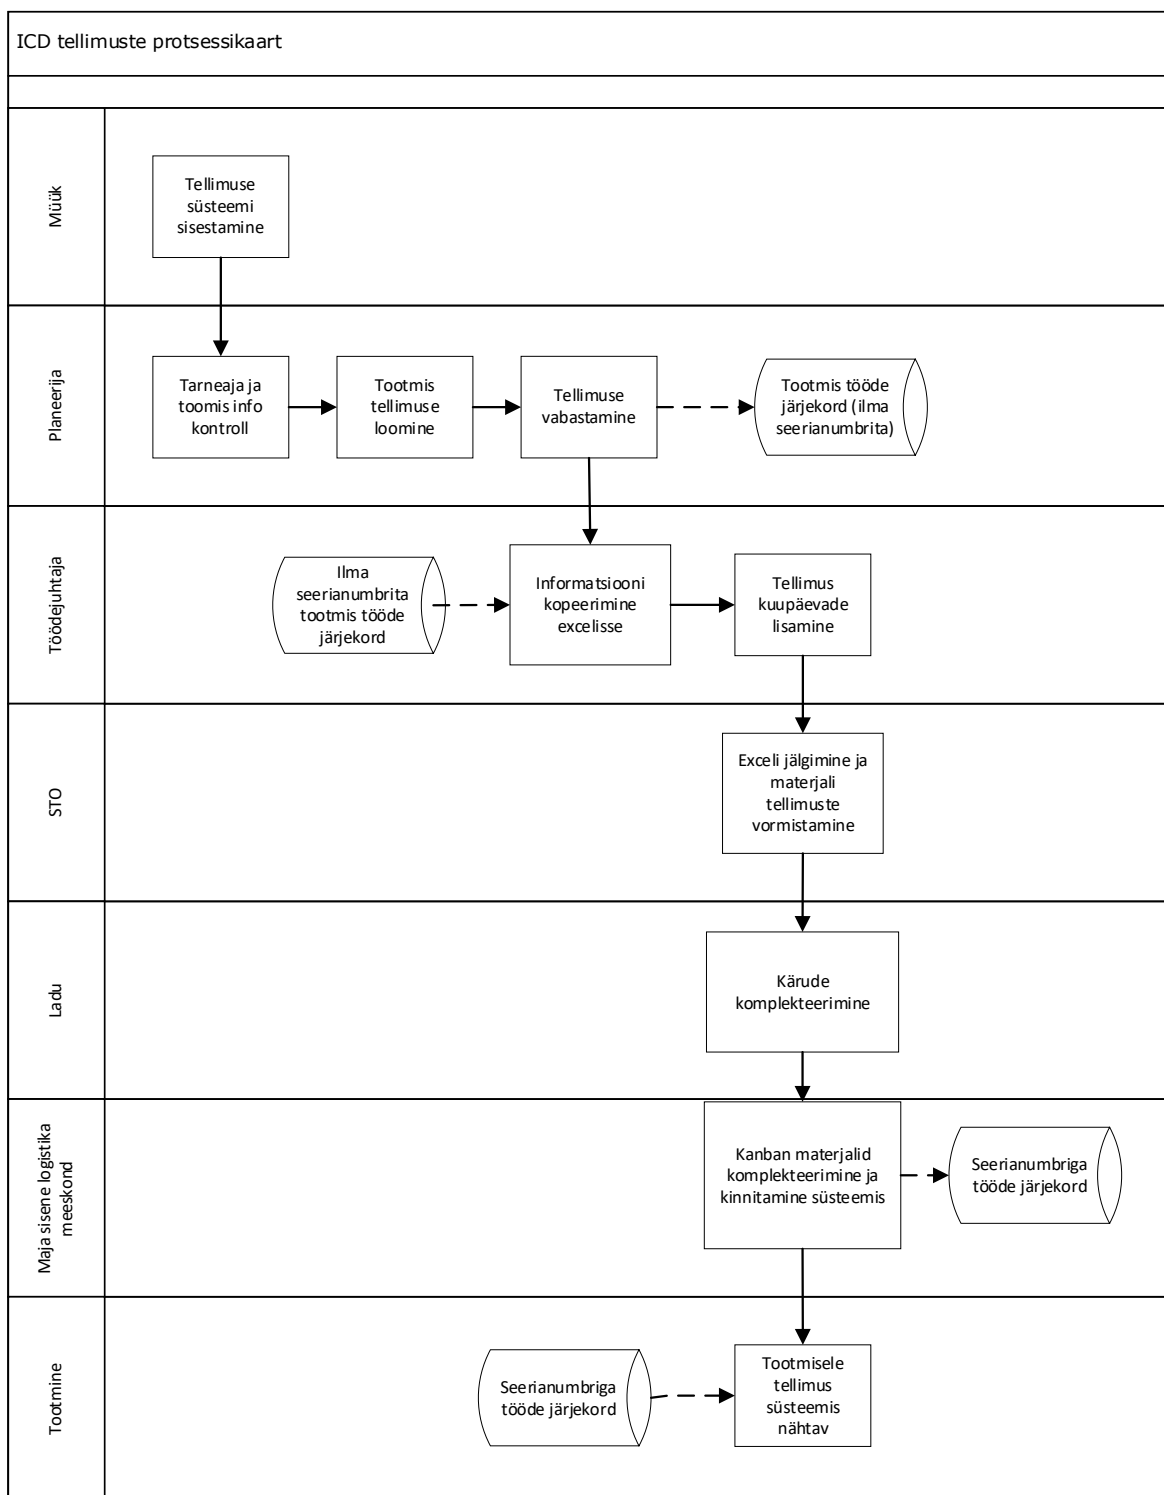 ICD tellimuste protsessikaart
Müük
Tellimuse
süsteemi
sisestamine
Planeerija
Tarneaja ja
toomis info
kontroll
Tootmis
tellimuse
loomine
Tellimuse
vabastamine
Tootmis tööde
järjekord (ilma
seerianumbrita)
Töödejuhtaja
Ilma
seerianumbrita
tootmis tööde
järjekord
Informatsiooni
kopeerimine
excelisse
Tellimus
kuupäevade
lisamine
STO
Exceli jälgimine ja
materjali
tellimuste
vormistamine
Ladu
Kärude
komplekteerimine
Maja sisene logistika
meeskond
Kanban materjalid
komplekteerimine ja
kinnitamine süsteemis
Seerianumbriga
tööde järjekord
Tootmine
Seerianumbriga
tööde järjekord
Tootmisele
tellimus
süsteemis
nähtav